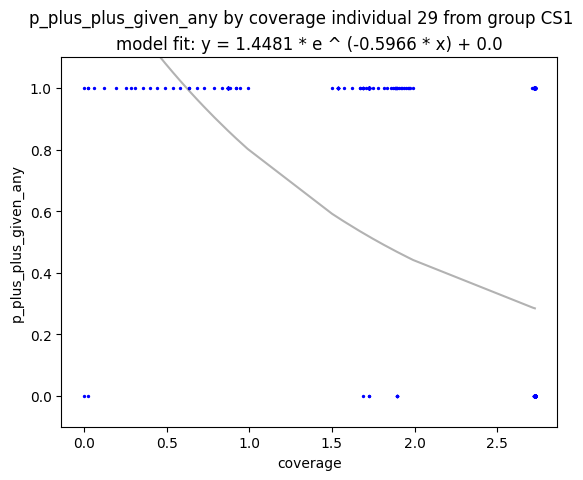 p_plus_plus_given_any by coverage individual 29 from group CS1
model fit: y = 1.4481 * e ^ (-0.5966 * x) + 0.0
1.0
0.8
0.6
0.4
0.2
0.0
p_plus_plus_given_any
0.0 0.5 1.0 1.5 2.0 2.5
coverage